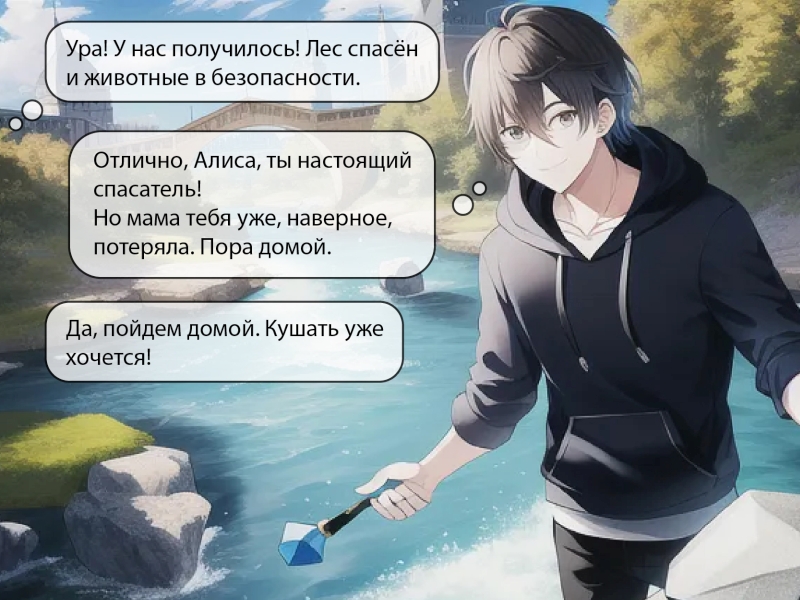 Ура! У нас получилось! Лес спасён
и животные в безопасности.
Отлично, Алиса, ты настоящий
спасатель!
Но мама тебя уже, наверное,
потеряла. Пора домой.
Да, пойдем домой. Кушать уже
хочется!